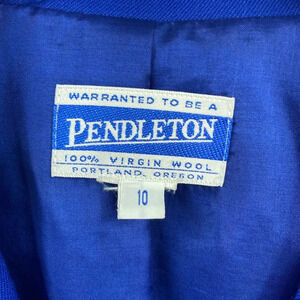 WARRANTED TO BE A
PENDLETON
100% VIRGIN WOOL
PORTLAND, OREGON
10